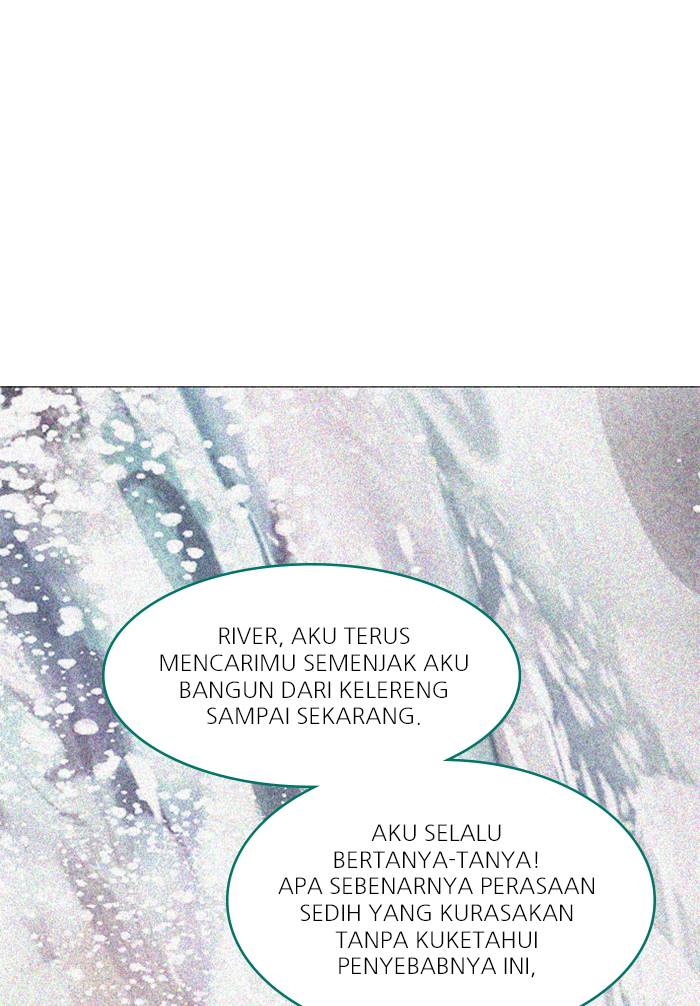 RIVER, AKU TERUS
MENCARIMU SEMENJAK AKU
BANGUN DARI KELERENG
SAMPAI SEKARANG.
AKU SELALU
BERTANYA-TANYA!
APA SEBENARNYA PERASAAN
SEDIH YANG KURASAKAN
TANPA KUKETAHUI
PENYEBABNYA INI,